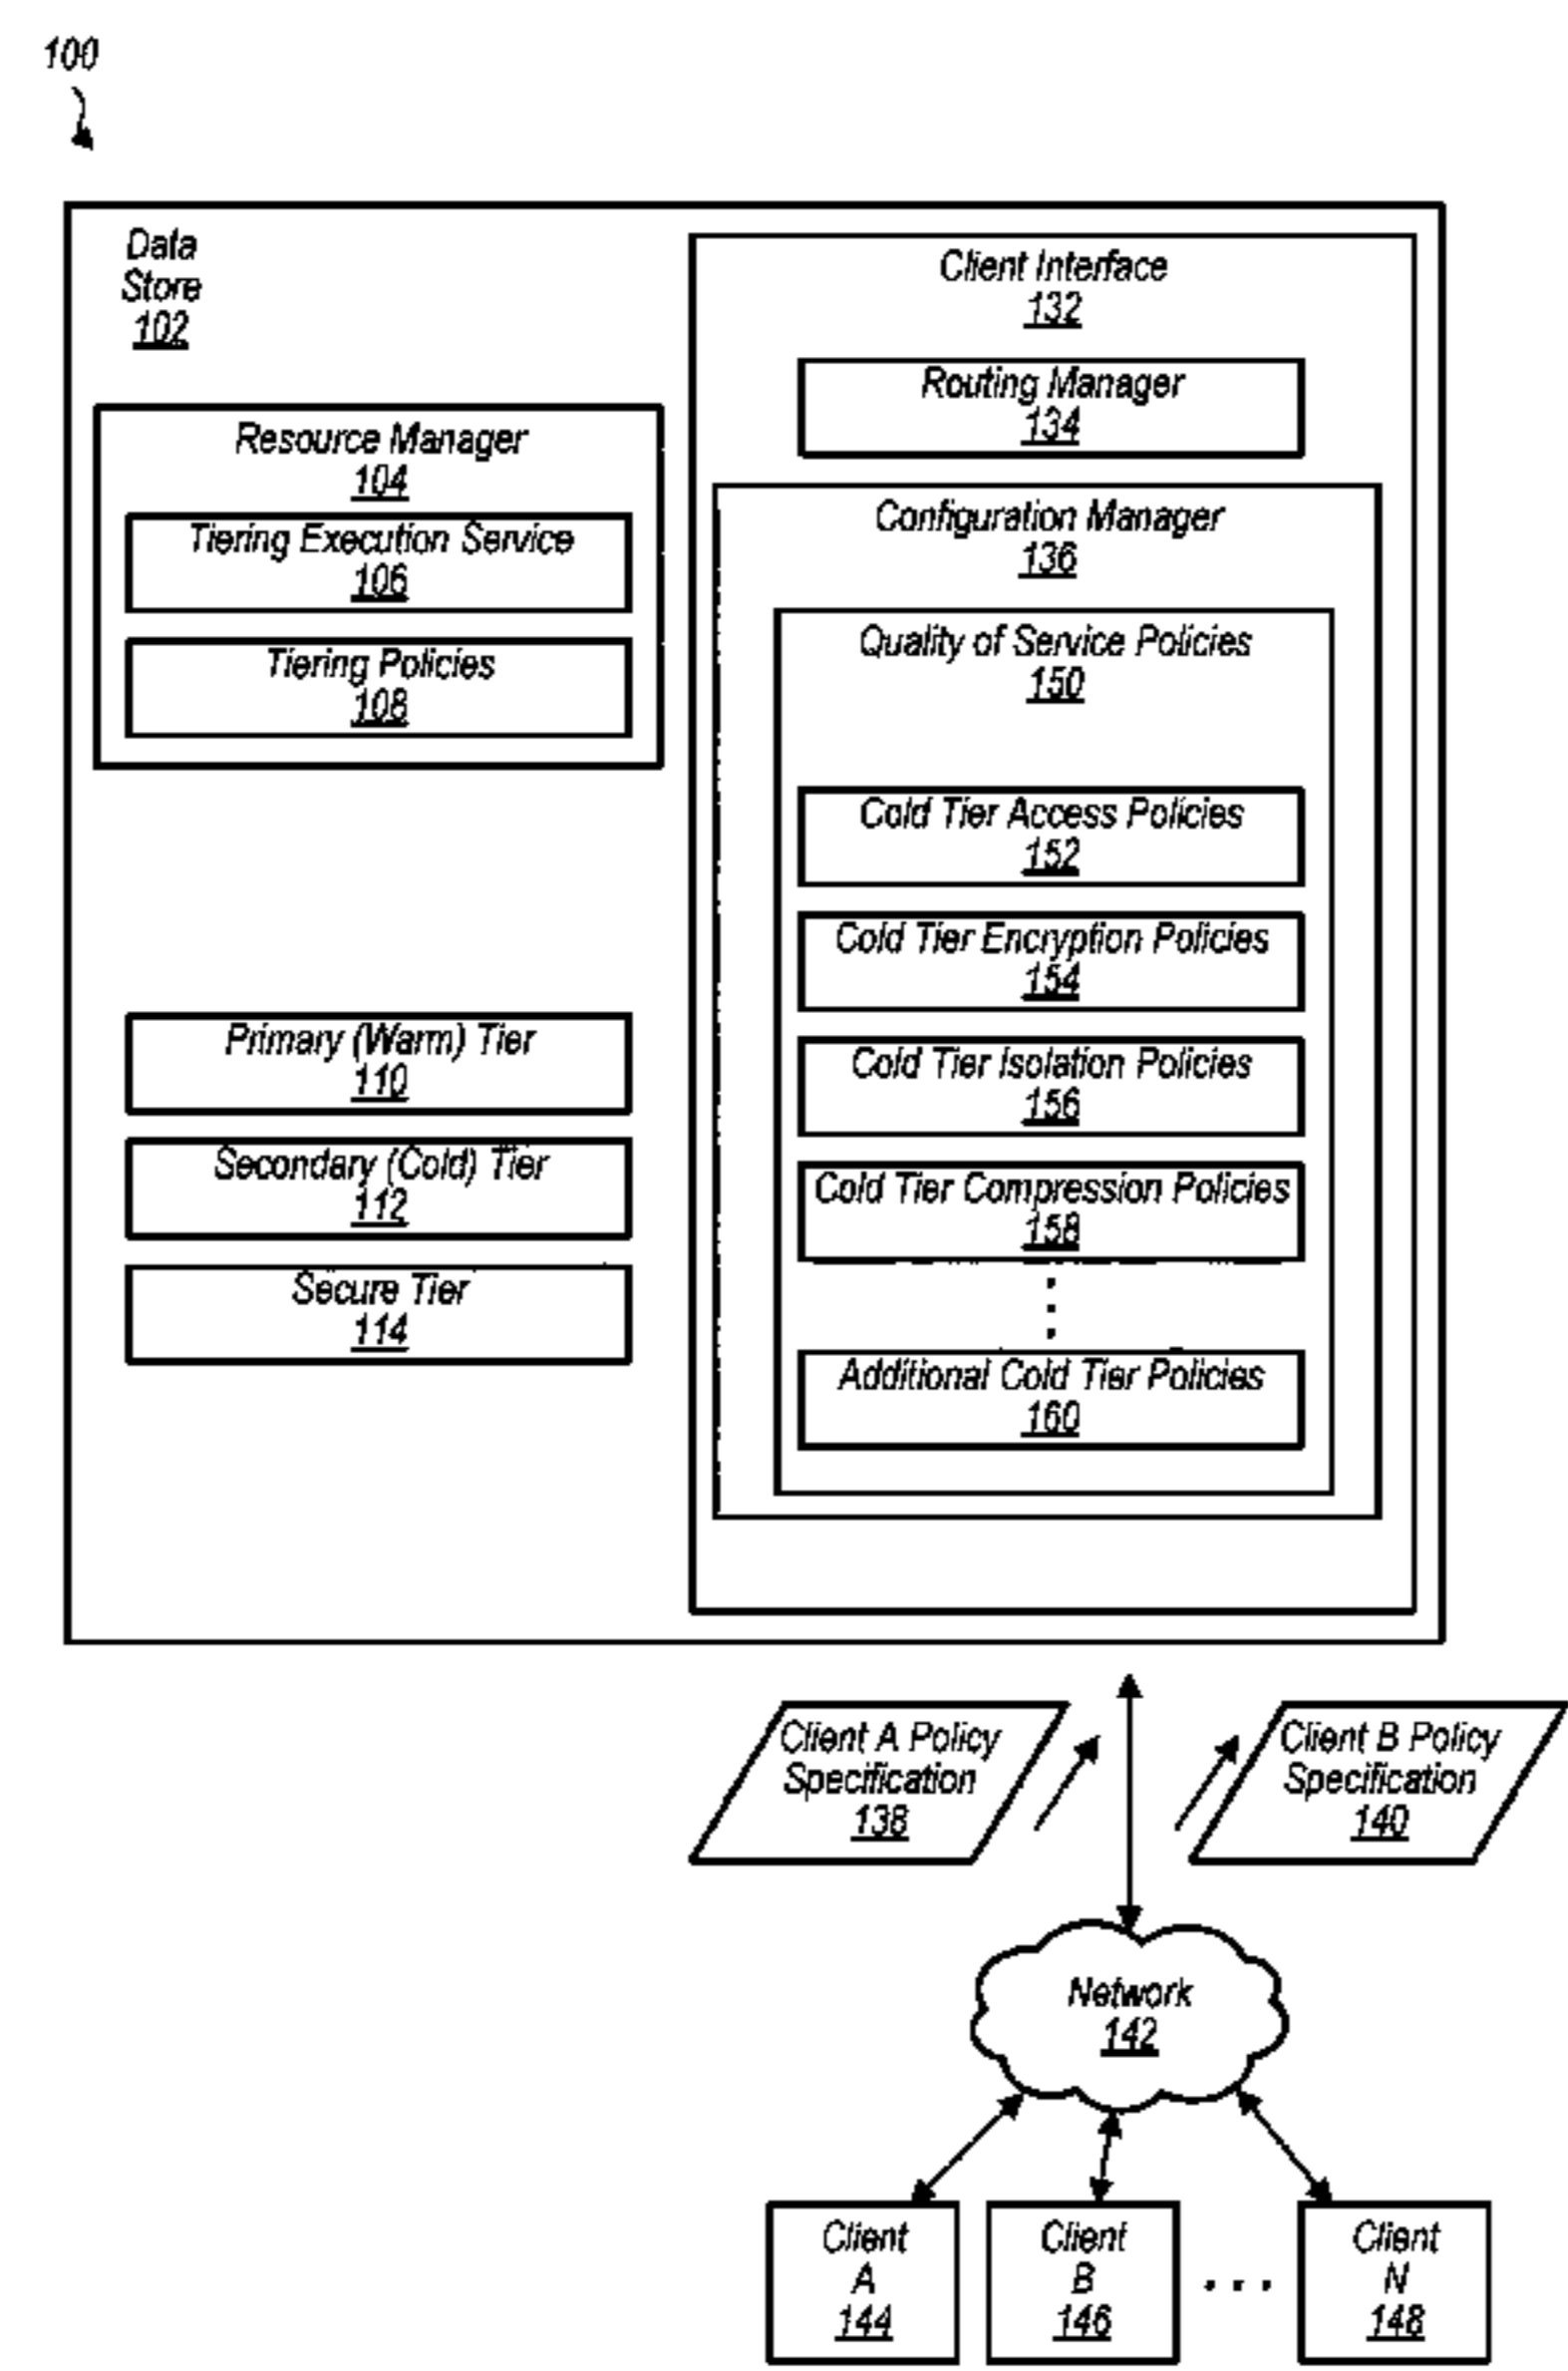 100
Data
Store
102
Resource Manager
104
Tiering Execution Service
106
Tiering Policies
108
Primary (Warm) Tier
110
Secondary (Cold) Tier
112
Secure Tier
114
Client Interface
132
Routing Manager
134
Configuration Manager
136
Quality of Service Policies
150
Cold Tier Access Policies
152
Cold Tier Encryption Policies
154
Cold Tier Isolation Policies
156
Cold Tier Compression Policies
158
Additional Cold Tier Policies
160
Client A Policy
Specification
138
Client B Policy
Specification
140
Network
142
Client
A
144
Client
B
146
Client
N
148